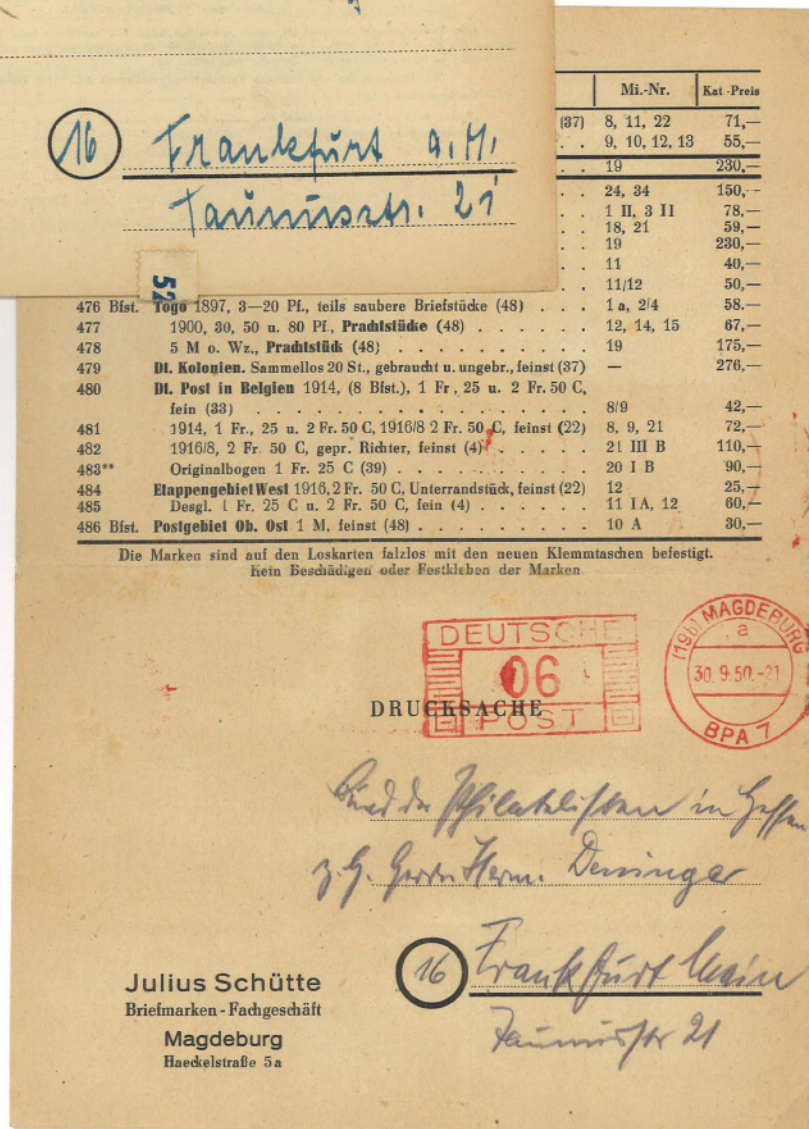 16 Frankfurt a. M.
Taunusstr. 21
52
Mi.-Nr. Kat-Preis
(37) 8, 11, 22 71,—
. . 9, 10, 12, 13 55,—
. . 19 230,—
. . 24, 34 150,—
. . 1 II, 3 II 78,—
. . 18, 21 59,—
. . 19 230,—
. . 11 40,—
. . 11/12 50,—
476 Bfst. Togo 1897, 3—20 Pf., teils saubere Briefstücke (48) . . . 1 a, 2/4 58.—
477 1900, 30, 50 u. 80 Pf., Prachtstücke (48) . . . . . . 12, 14, 15 67,—
478 5 M o. Wz., Prachtstück (48) . . . . . . . . . . 19 175,—
479 Dt. Kolonien. Sammellos 20 St., gebraucht u. ungebr., feinst (37) — 276,—
480 Dt. Post in Belgien 1914, (8 Bfst.), 1 Fr, 25 u. 2 Fr. 50 C,
fein (33) . . . . . . . . . . . . . . . . . . 8/9 42,—
481 1914, 1 Fr., 25 u. 2 Fr. 50 C, 1916/8 2 Fr. 50 C, feinst (22) 8, 9, 21 72,—
482 1916/8, 2 Fr. 50 C, gepr. Richter, feinst (4) . . . . . 21 III B 110,—
483** Originalbogen 1 Fr. 25 C (39) . . . . . . . . . . 20 I B 90,—
484 Etappengebiet West 1916, 2 Fr. 50 C, Unterrandstück, feinst (22) 12 25,—
485 Desgl. 1 Fr. 25 C u. 2 Fr. 50 C, fein (4) . . . . . . 11 I A, 12 60,—
486 Bfst. Postgebiet Ob. Ost 1 M, feinst (48) . . . . . . . . . 10 A 30,—
Die Marken sind auf den Loskarten falzlos mit den neuen Klemmtaschen befestigt.
Kein Beschädigen oder Festkleben der Marken.
DEUTSCHE
06
POST
(19b) MAGDEBURG
a
30. 9. 50.-21
BPA 7
DRUCKSACHE
Bund der Philatelisten in Hessen
z. H. Herrn Herm. Deninger
16 Frankfurt Main
Taunusstr 21
Julius Schütte
Briefmarken-Fachgeschäft
Magdeburg
Haeckelstraße 5a